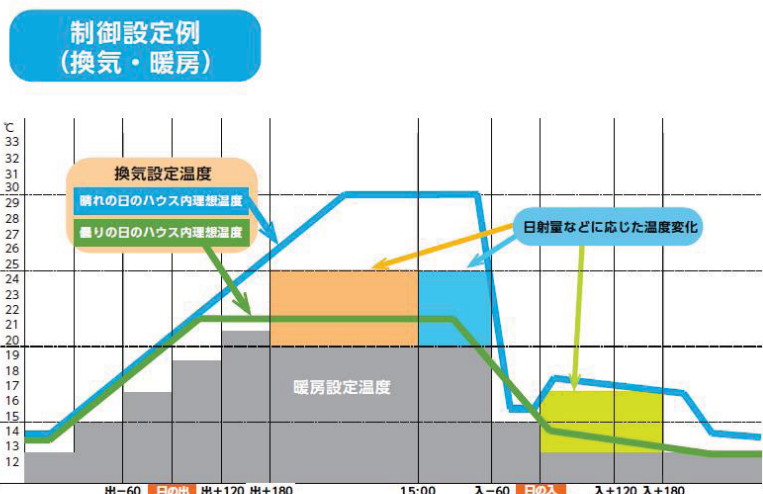 制御設定例
（換気・暖房）
℃
33
32
31
30
29
28
27
26
25
24
23
22
21
20
19
18
17
16
15
14
13
12
換気設定温度
晴れの日のハウス内理想温度
曇りの日のハウス内理想温度
日射量などに応じた温度変化
暖房設定温度
出−60 日の出 出+120 出+180 15:00 入−60 日の入 入+120 入+180